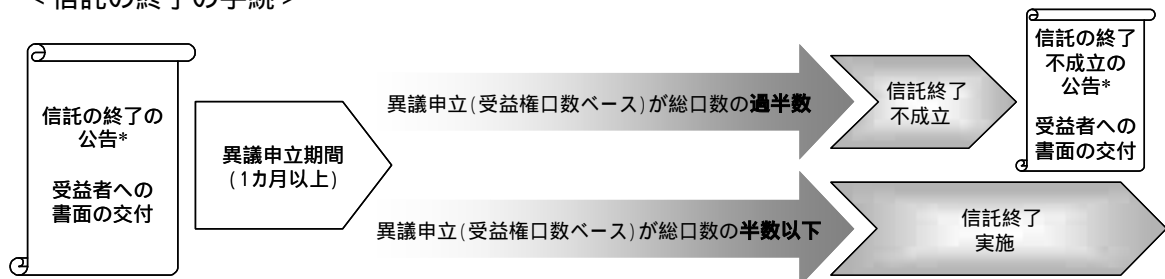 ＜信託の終了の手続＞
信託の終了の
公告*
受益者への
書面の交付
異議申立期間
(1カ月以上)
異議申立(受益権口数ベース)が総口数の過半数
信託終了
不成立
信託の終了
不成立の
公告*
受益者への
書面の交付
異議申立(受益権口数ベース)が総口数の半数以下
信託終了
実施